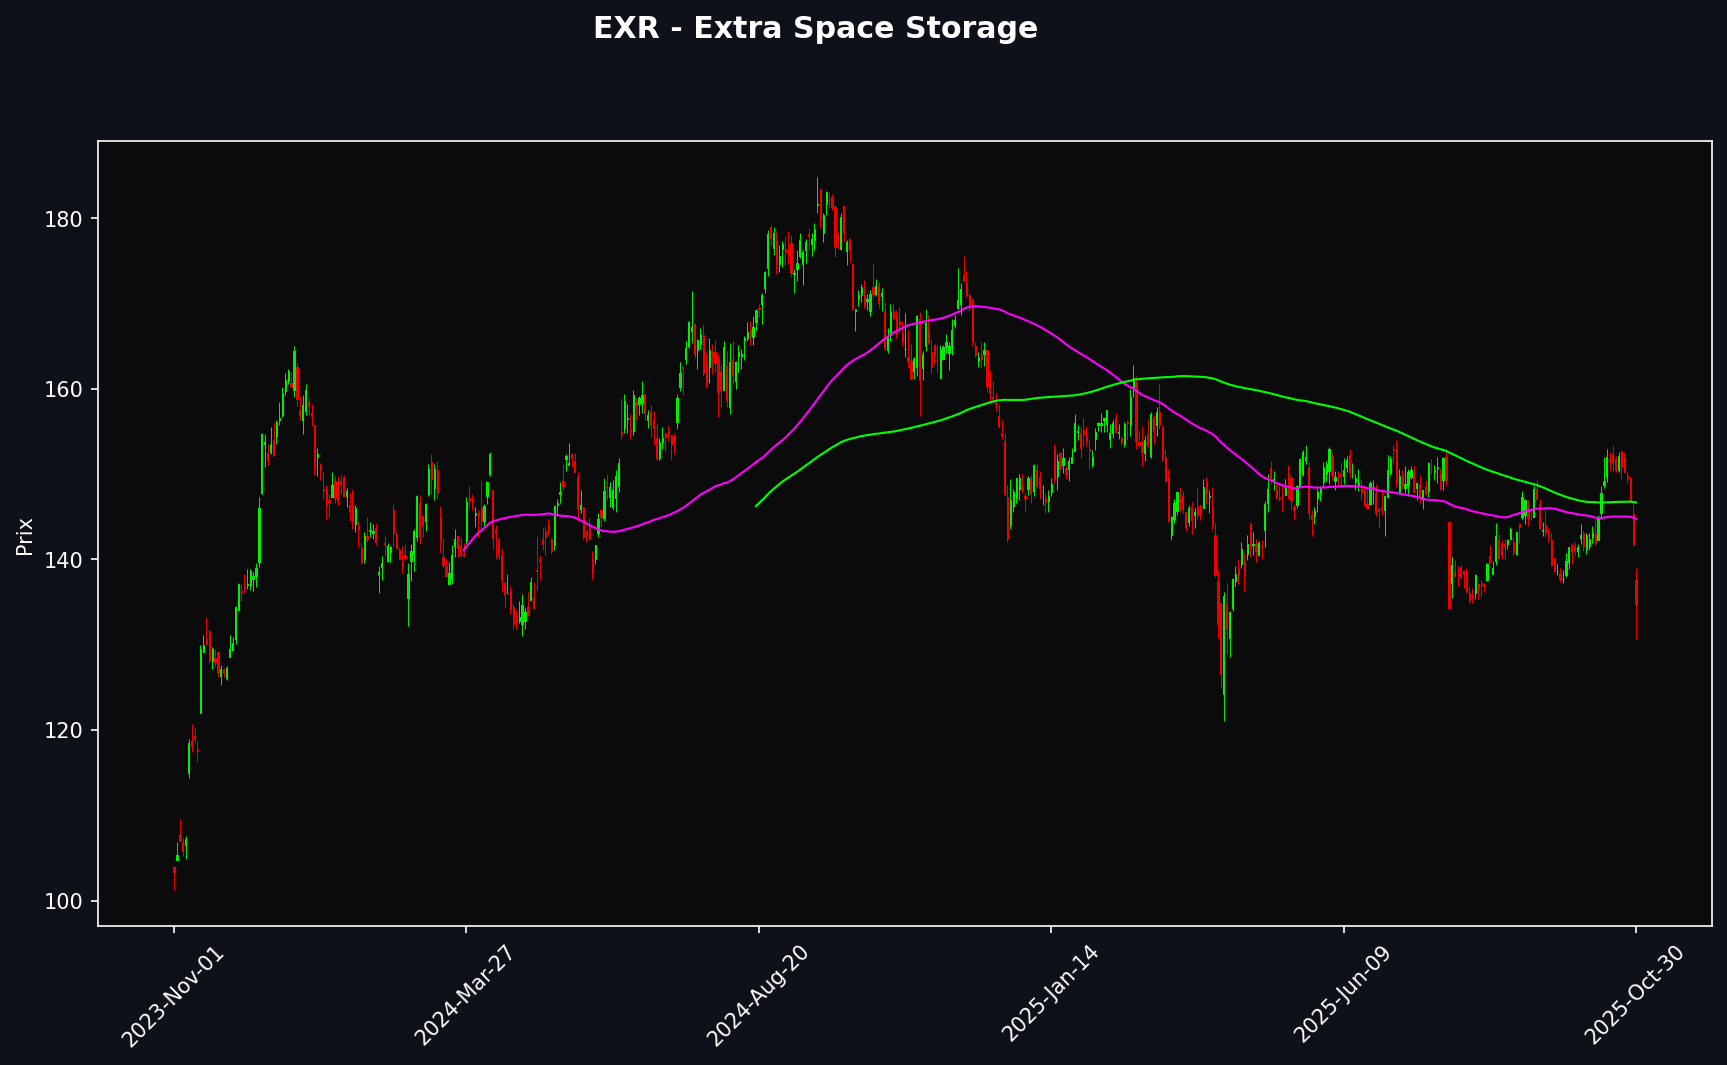 EXR - Extra Space Storage
Prix
180
160
140
120
100
2023-Nov-01
2024-Mar-27
2024-Aug-20
2025-Jan-14
2025-Jun-09
2025-Oct-30